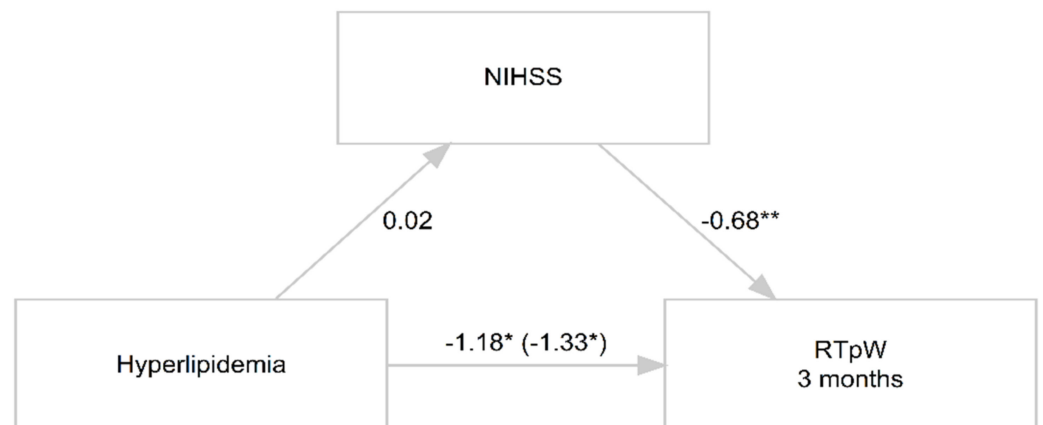 NIHSS
0.02
-0.68**
Hyperlipidemia
-1.18* (-1.33*)
RTpW
3 months